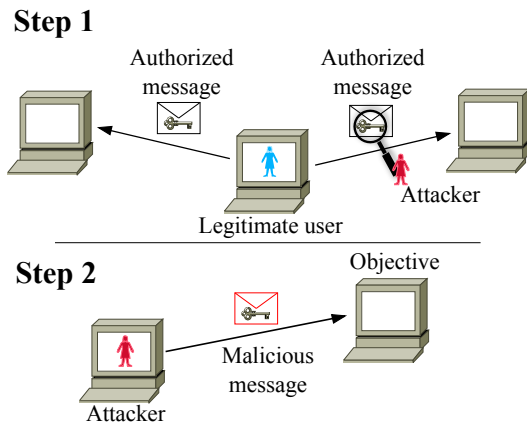 Step 1
Authorized
message
Authorized
message
Attacker
Legitimate user
Step 2
Objective
Malicious
message
Attacker